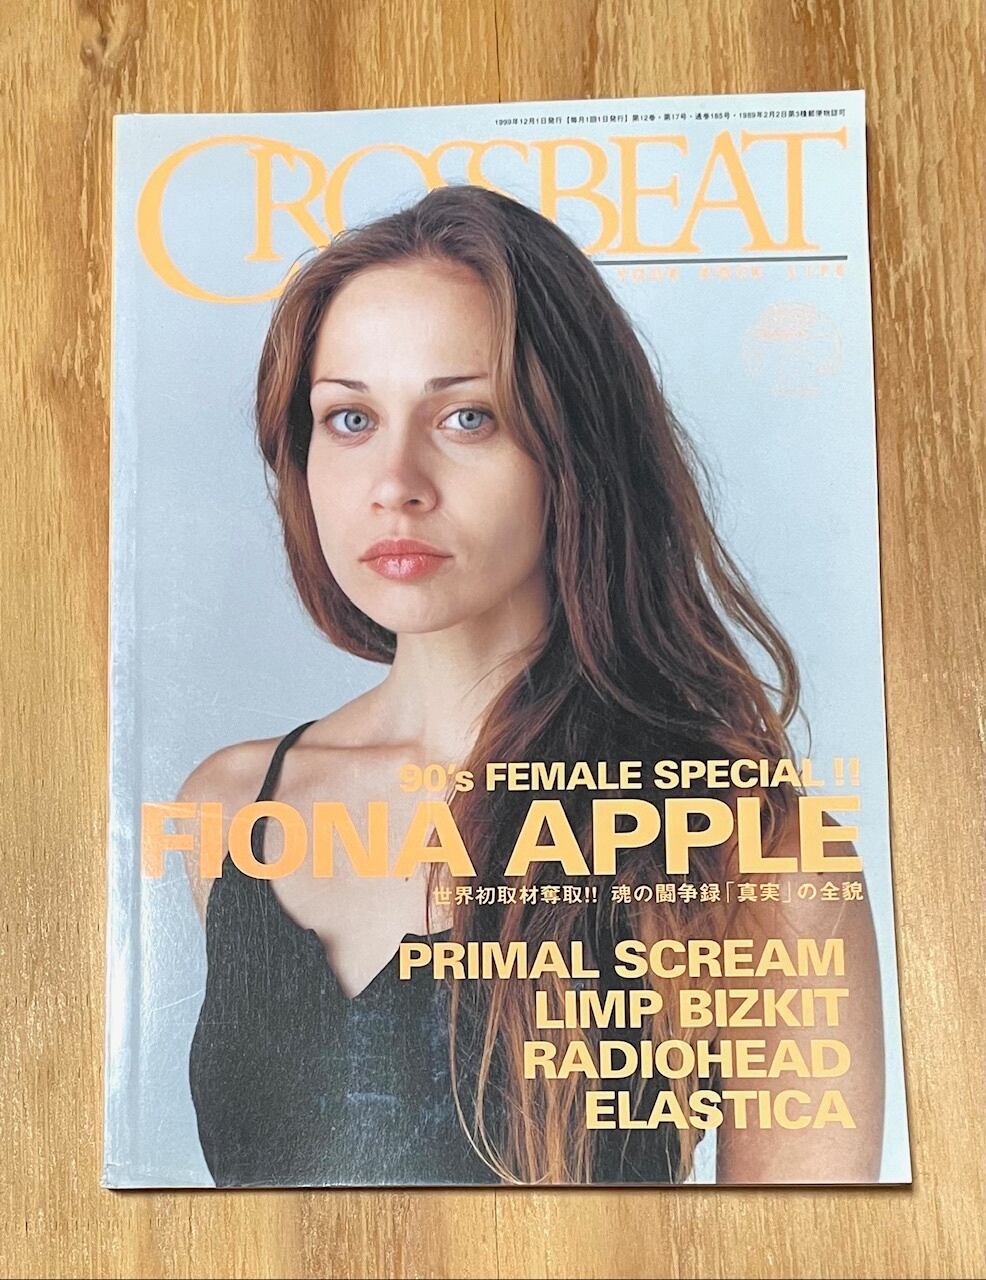 1999年12月1日発行【毎月1回1日発行】第12巻・第17号・通巻185号・1989年2月2日第3種郵便物認可
CROSSBEAT
YOUR ROCK LIFE
90's FEMALE SPECIAL!!
FIONA APPLE
世界初取材奪取!! 魂の闘争録「真実」の全貌
PRIMAL SCREAM
LIMP BIZKIT
RADIOHEAD
ELASTICA